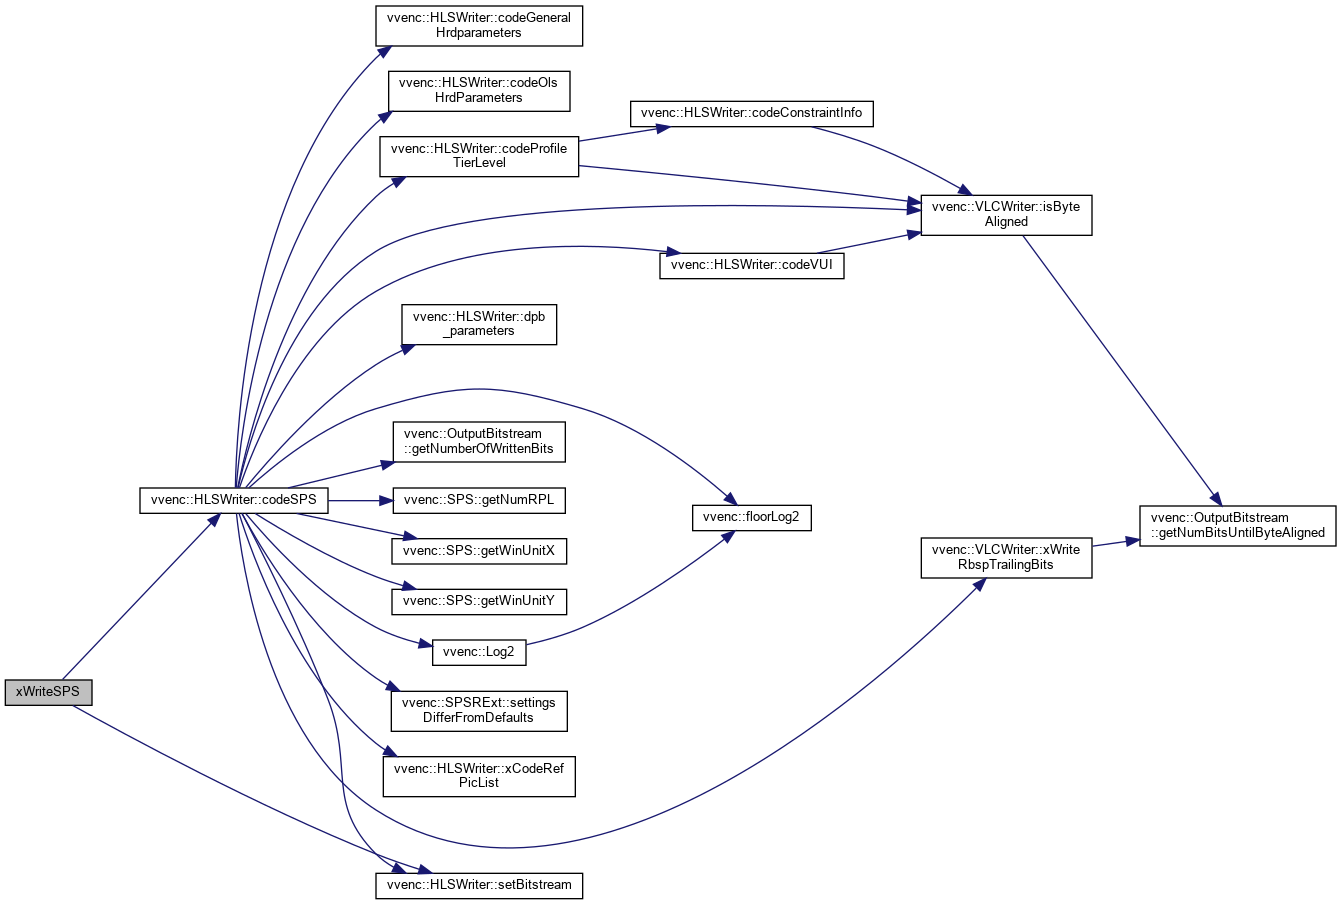 vvenc::HLSWriter::codeGeneral
Hrdparameters
vvenc::HLSWriter::codeOls
HrdParameters
vvenc::HLSWriter::codeConstraintInfo
vvenc::HLSWriter::codeProfile
TierLevel
vvenc::VLCWriter::isByte
Aligned
vvenc::HLSWriter::codeVUI
vvenc::HLSWriter::dpb
_parameters
vvenc::OutputBitstream
::getNumberOfWrittenBits
vvenc::HLSWriter::codeSPS
vvenc::SPS::getNumRPL
vvenc::floorLog2
vvenc::OutputBitstream
::getNumBitsUntilByteAligned
vvenc::SPS::getWinUnitX
vvenc::VLCWriter::xWrite
RbspTrailingBits
vvenc::SPS::getWinUnitY
vvenc::Log2
xWriteSPS
vvenc::SPSRExt::settings
DifferFromDefaults
vvenc::HLSWriter::xCodeRef
PicList
vvenc::HLSWriter::setBitstream